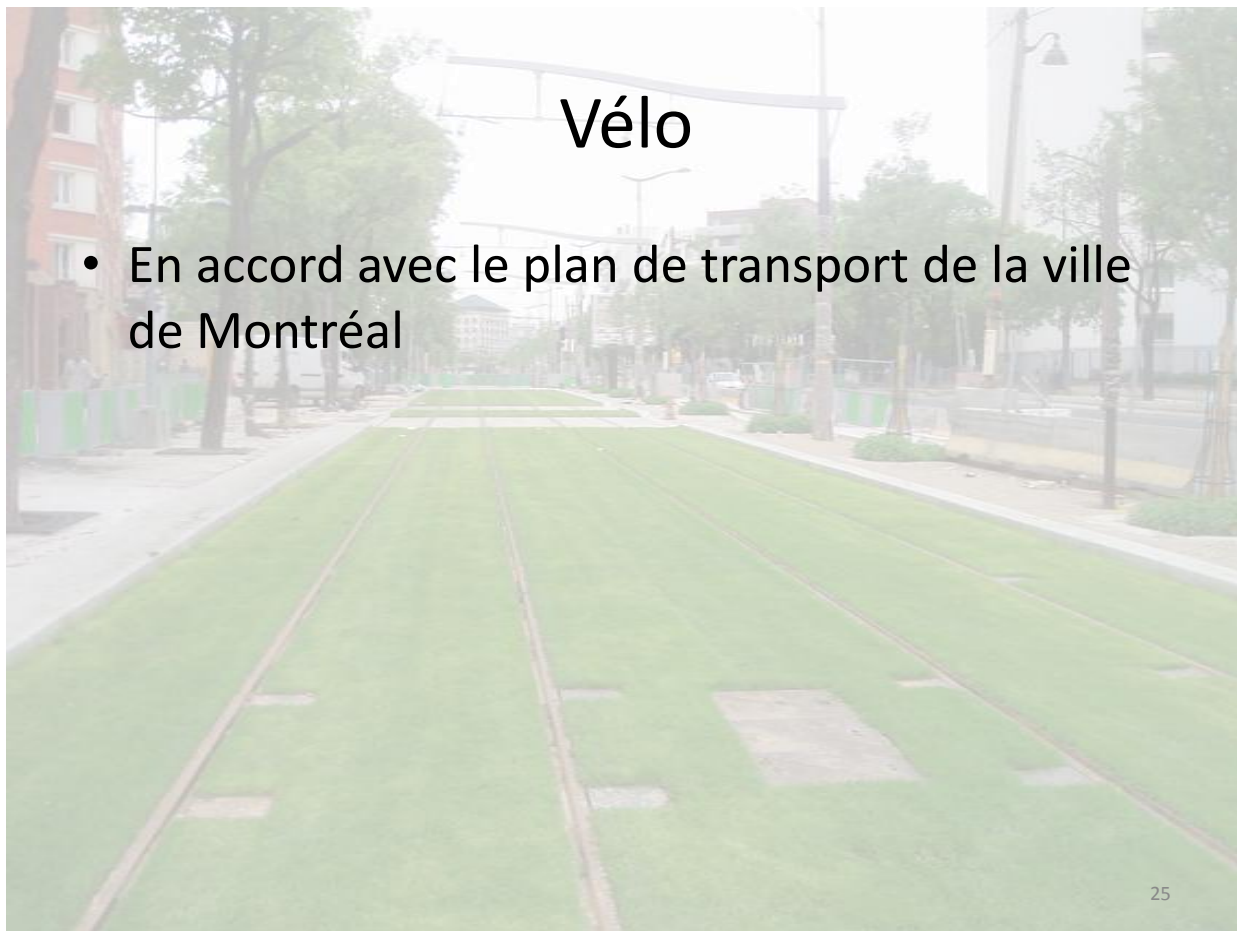 Vélo
• En accord avec le plan de transport de la ville
de Montréal
25